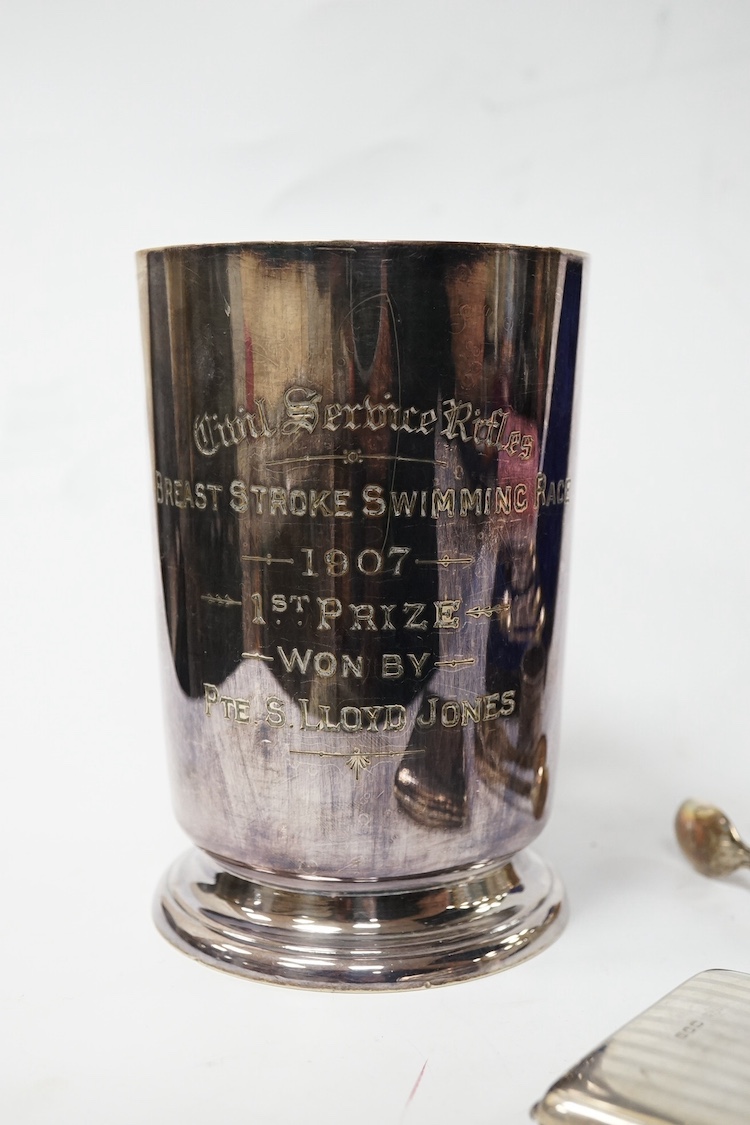 Civil Service Rifles
BREAST STROKE SWIMMING RACE
1907
1ST PRIZE
WON BY
PTE. S. LLOYD JONES